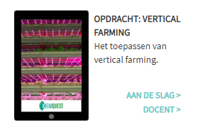 OPDRACHT: VERTICAL
FARMING
Het toepassen van
vertical farming.
AAN DE SLAG >
DOCENT >